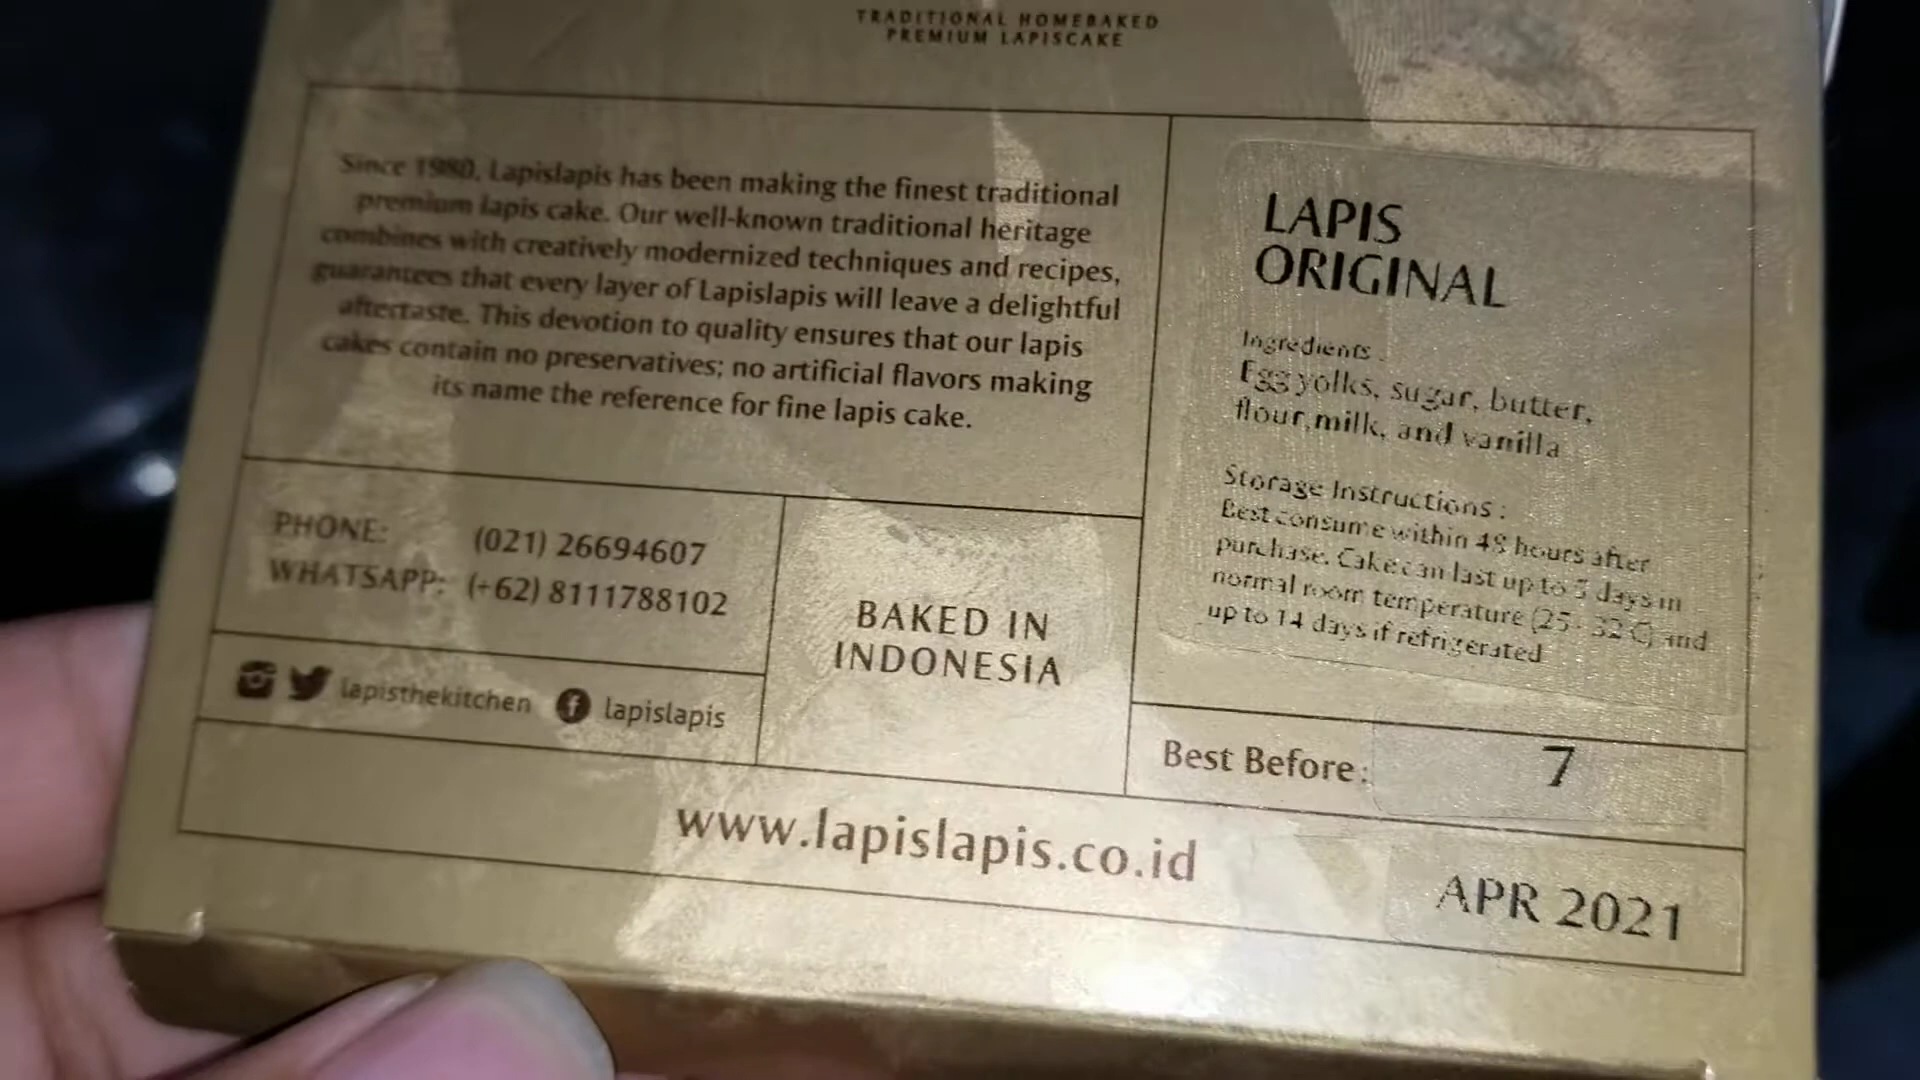 TRADITIONAL HOMEBAKED
PREMIUM LAPISCAKE
Since 1980, Lapislapis has been making the finest traditional
premium lapis cake. Our well-known traditional heritage
combines with creatively modernized techniques and recipes,
guarantees that every layer of Lapislapis will leave a delightful
aftertaste. This devotion to quality ensures that our lapis
cakes contain no preservatives; no artificial flavors making
its name the reference for fine lapis cake.
PHONE: (021) 26694607
WHATSAPP: (+62) 8111788102
lapisthekitchen lapislapis
BAKED IN
INDONESIA
LAPIS
ORIGINAL
Ingredients :
Egg yolks, sugar, butter,
flour, milk, and vanilla
Storage Instructions :
Best consume within 48 hours after
purchase. Cake can last up to 5 days in
normal room temperature (25 - 32 C) and
up to 14 days if refrigerated
Best Before: 7
APR 2021
www.lapislapis.co.id